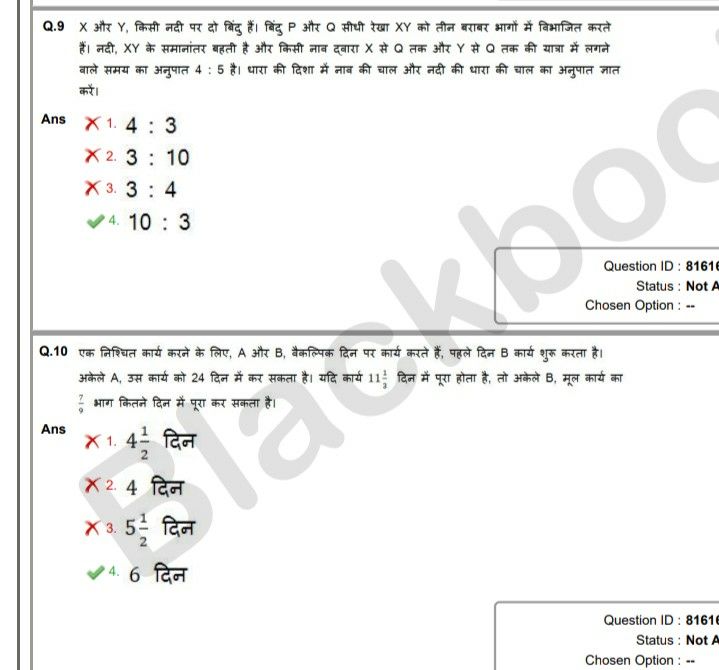 Q.9 X और Y, किसी नदी पर दो बिंदु हैं। बिंदु P और Q सीधी रेखा XY को तीन बराबर भागों में विभाजित करते
हैं। नदी, XY के समानांतर बहती है और किसी नाव द्वारा X से Q तक और Y से Q तक की यात्रा में लगने
वाले समय का अनुपात 4 : 5 है। धारा की दिशा में नाव की चाल और नदी की धारा की चाल का अनुपात ज्ञात
करें।
Ans 1. 4 : 3
2. 3 : 10
3. 3 : 4
4. 10 : 3
Question ID : 81616
Status : Not A
Chosen Option : --
Q.10 एक निश्चित कार्य करने के लिए, A और B, वैकल्पिक दिन पर कार्य करते हैं, पहले दिन B कार्य शुरू करता है।
अकेले A, उस कार्य को 24 दिन में कर सकता है। यदि कार्य 11 1/3 दिन में पूरा होता है, तो अकेले B, मूल कार्य का
7/9 भाग कितने दिन में पूरा कर सकता है।
Ans 1. 4 1/2 दिन
2. 4 दिन
3. 5 1/2 दिन
4. 6 दिन
Question ID : 81616
Status : Not A
Chosen Option : --
Blackboo